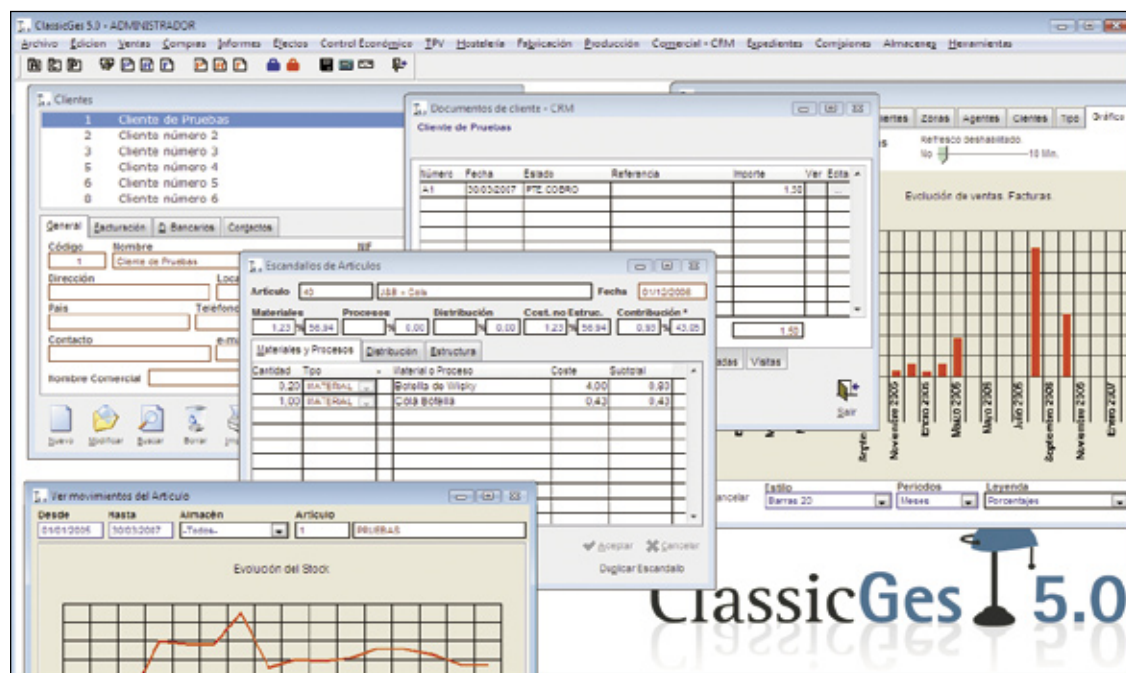 ClassicGes 5.0 - ADMINISTRADOR
Archivo Edicion Ventas Compras Informes Efectos Control Económico TPV Hostelería Fabricación Producción Comercial - CRM Expedientes Comisiones Almacenes Herramientas
Clientes
1 Cliente de Pruebas
2 Cliente número 2
3 Cliente número 3
5 Cliente número 4
6 Cliente número 5
8 Cliente número 6
General Facturación D. Bancarios Contactos
Código Nombre NIF
1 Cliente de Pruebas
Dirección
País
Contacto
Nombre Comercial
Nuevo Modificar Buscar Borrar
Documentos de cliente - CRM
Cliente de Pruebas
Número Fecha Estado Referencia Importe Ver Edita
A1 30/03/2007 PTE. COBRO 1.50 ...
1.50
Visitas
Salir
Zonas Agentes Clientes Tipo Gráfico
Refresco deshabilitado.
No 10 Min.
Evolución de ventas. Facturas.
Noviembre 2005
Enero 2006
Marzo 2006
Mayo 2006
Julio 2006
Septiembre 2006
Noviembre 2006
Enero 2007
Estilo Periodos Leyenda
Barras 2D Meses Porcentajes
Escandallos de Artículos
Artículo 40 J&B + Cola Fecha 01/12/2006
Materiales Procesos Distribución Cost. no Estruc. Contribución *
1,23 % 56,94 % 0,00 % 0,00 1,23 % 56,94 0,93 % 43,06
Materiales y Procesos Distribución Estructura
Cantidad Tipo Material o Proceso Coste Subtotal
0,20 MATERIAL Botella de Wisky 4,00 0,80
1,00 MATERIAL Cola Botella 0,43 0,43
Aceptar Cancelar
Duplicar Escandallo
Ver movimientos del Artículo
Desde Hasta Almacén Artículo
01/01/2005 30/03/2007 -Todos- 1 PRUEBAS
Evolución del Stock
ClassicGes 5.0